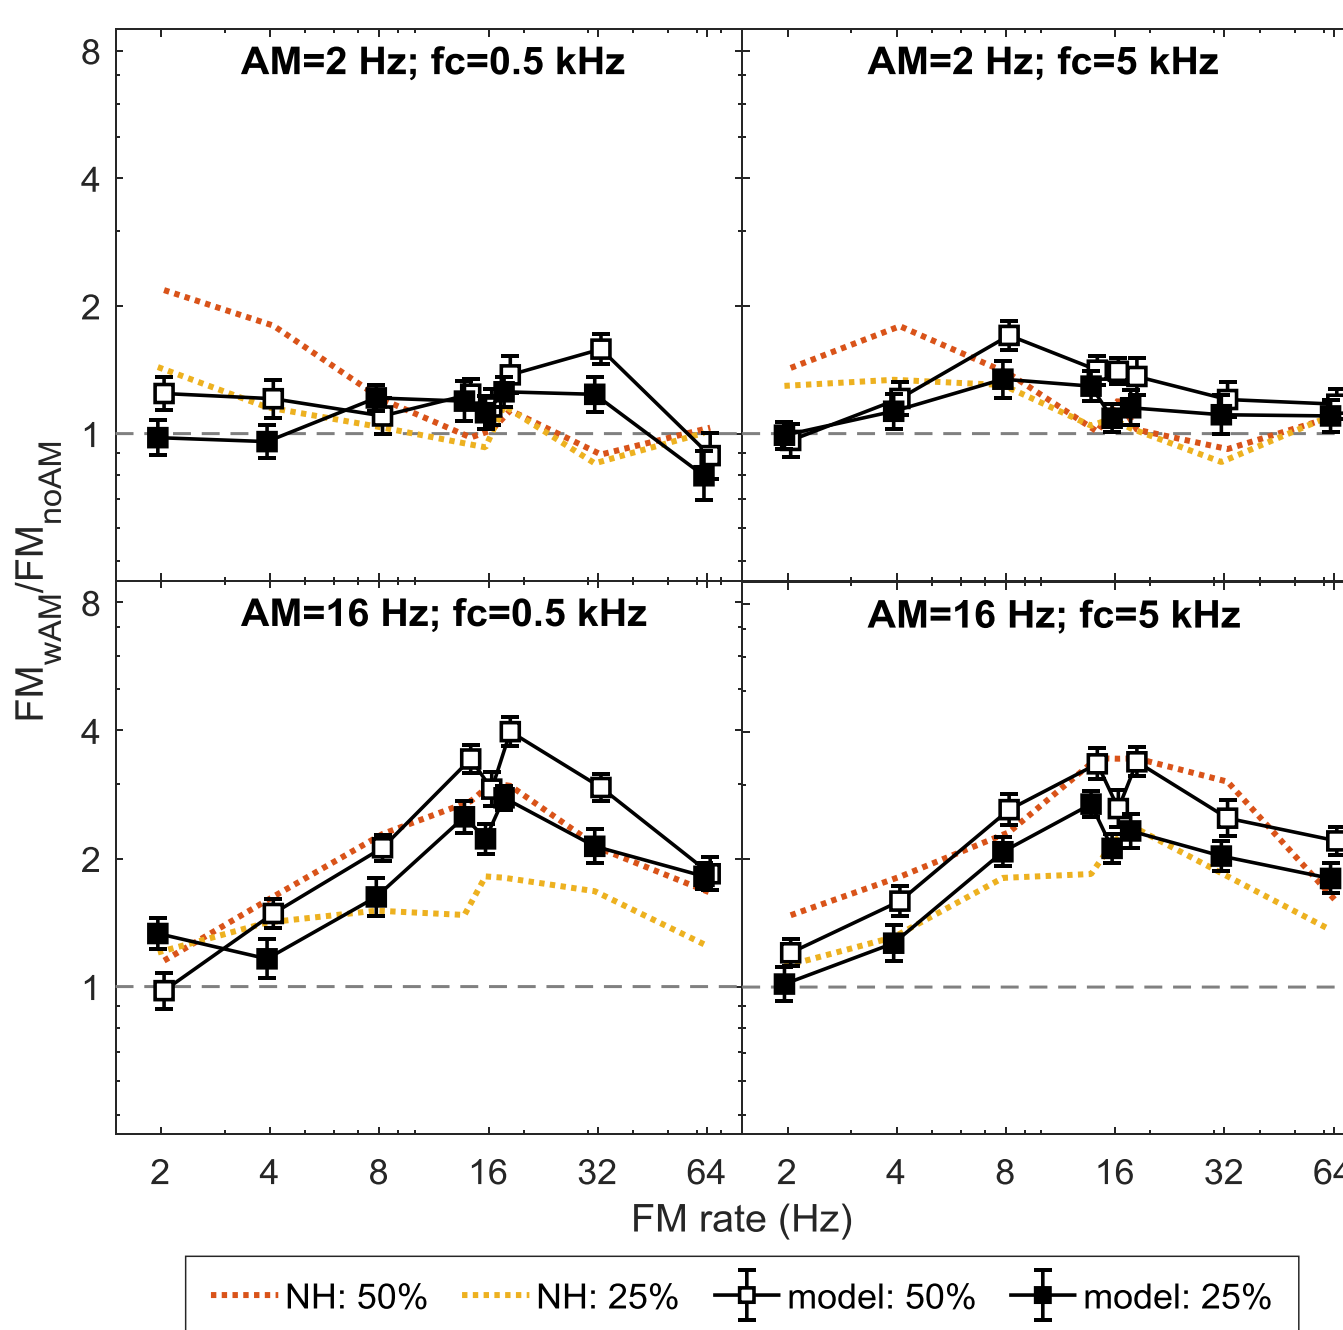 AM=2 Hz; fc=0.5 kHz
AM=2 Hz; fc=5 kHz
8
4
2
1
FMwAM/FMnoAM
AM=16 Hz; fc=0.5 kHz
AM=16 Hz; fc=5 kHz
8
4
2
1
2 4 8 16 32 64 2 4 8 16 32 64
FM rate (Hz)
NH: 50% NH: 25% model: 50% model: 25%